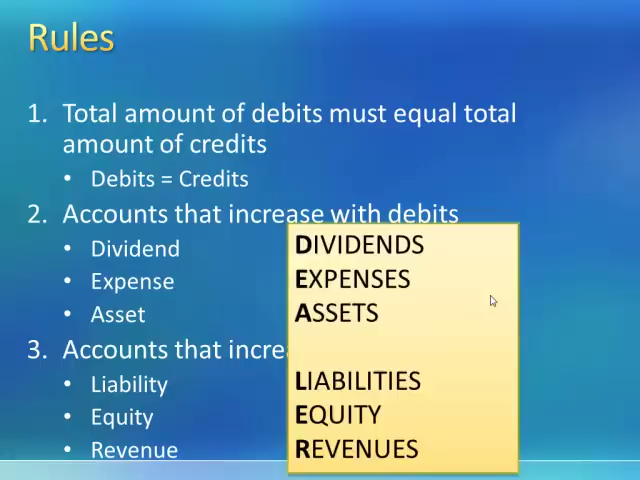 Rules
1. Total amount of debits must equal total
amount of credits
• Debits = Credits
2. Accounts that increase with debits
• Dividend
• Expense
• Asset
3. Accounts that increa
• Liability
• Equity
• Revenue
DIVIDENDS
EXPENSES
ASSETS
LIABILITIES
EQUITY
REVENUES